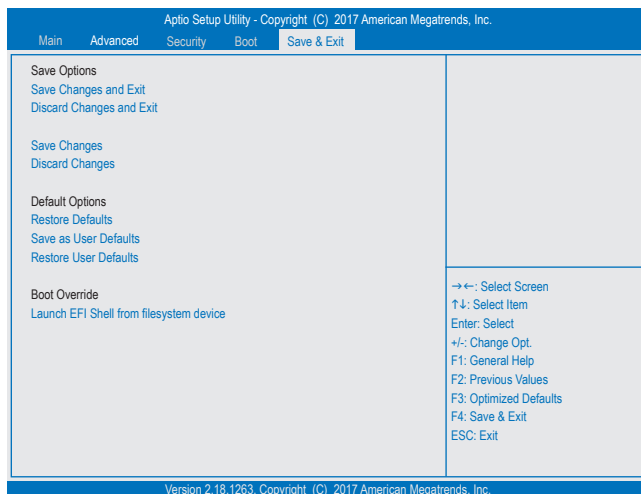 Aptio Setup Utility - Copyright (C) 2017 American Megatrends, Inc.
Main Advanced Security Boot Save & Exit
Save Options
Save Changes and Exit
Discard Changes and Exit
Save Changes
Discard Changes
Default Options
Restore Defaults
Save as User Defaults
Restore User Defaults
Boot Override
Launch EFI Shell from filesystem device
→←: Select Screen
↑↓: Select Item
Enter: Select
+/-: Change Opt.
F1: General Help
F2: Previous Values
F3: Optimized Defaults
F4: Save & Exit
ESC: Exit
Version 2.18.1263. Copyright (C) 2017 American Megatrends, Inc.